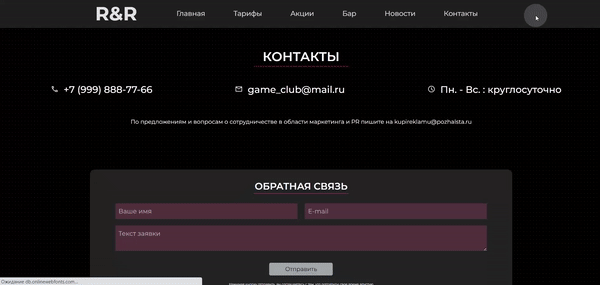 R&R Главная Тарифы Акции Бар Новости Контакты
КОНТАКТЫ
+7 (999) 888-77-66 game_club@mail.ru Пн. - Вс. : круглосуточно
По предложениям и вопросам о сотрудничестве в области маркетинга и PR пишите на kupireklamu@pozhalsta.ru
ОБРАТНАЯ СВЯЗЬ
Ваше имя E-mail
Текст заявки
Отправить
Ожидание db.onlinewebfonts.com...